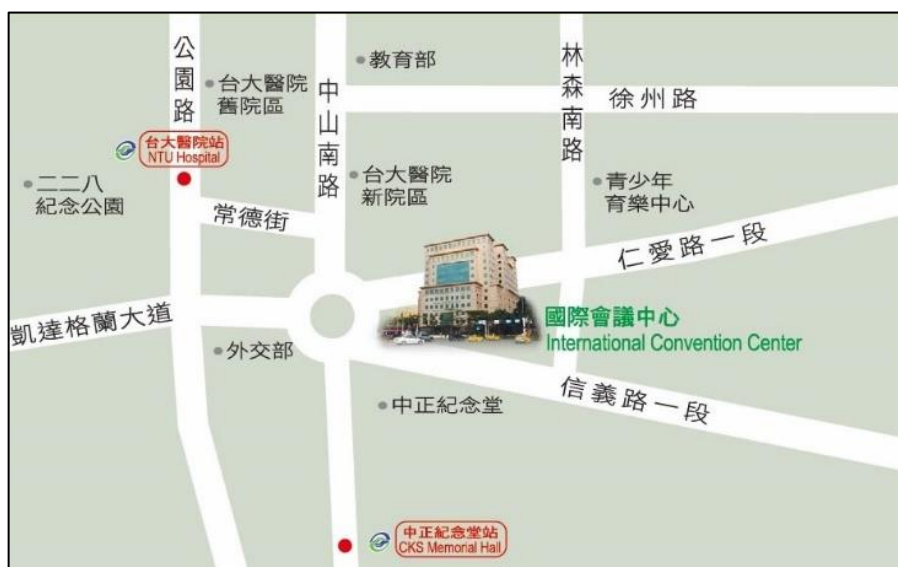 公園路
台大醫院
舊院區
中山南路
教育部
林森南路
徐州路
台大醫院站
NTU Hospital
二二八
紀念公園
台大醫院
新院區
青少年
育樂中心
常德街
仁愛路一段
凱達格蘭大道
國際會議中心
International Convention Center
外交部
中正紀念堂
信義路一段
中正紀念堂站
CKS Memorial Hall